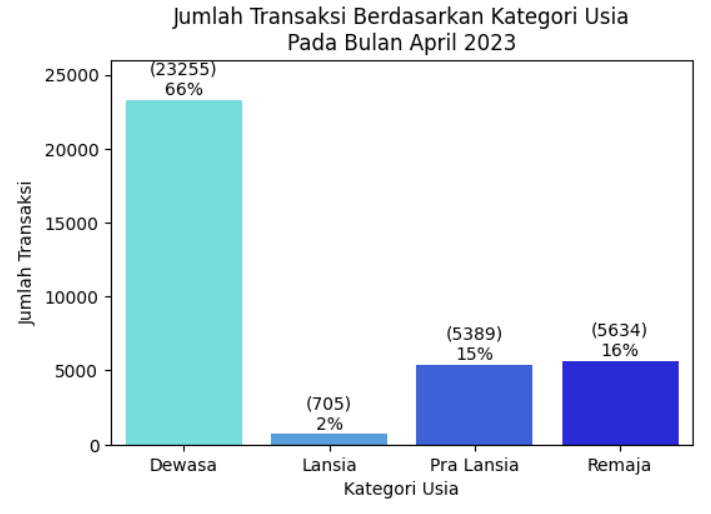 Jumlah Transaksi Berdasarkan Kategori Usia
Pada Bulan April 2023
Jumlah Transaksi
25000
20000
15000
10000
5000
0
(23255)
66%
(705)
2%
(5389)
15%
(5634)
16%
Dewasa
Lansia
Pra Lansia
Remaja
Kategori Usia